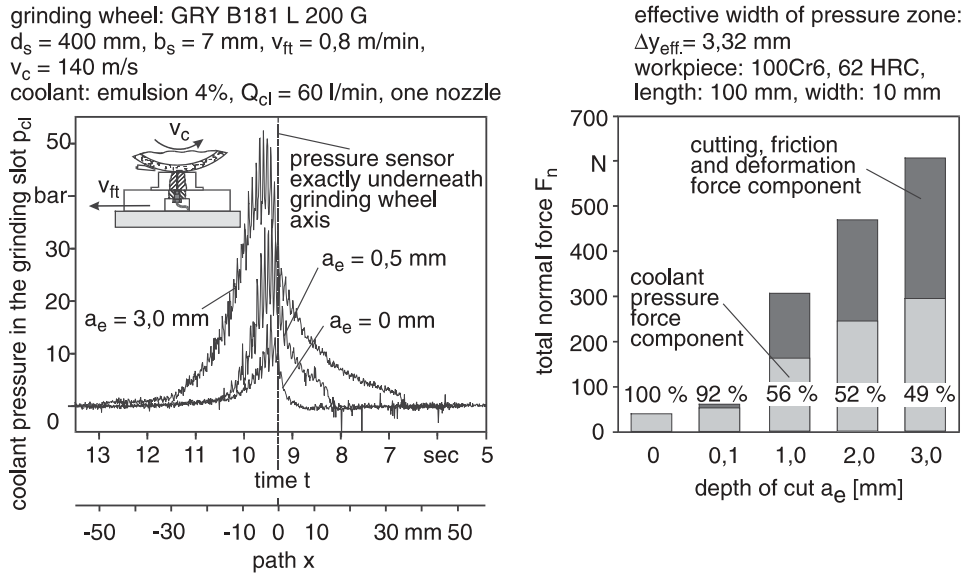 grinding wheel: GRY B181 L 200 G
d_s = 400 mm, b_s = 7 mm, v_ft = 0,8 m/min,
v_c = 140 m/s
coolant: emulsion 4%, Q_cl = 60 l/min, one nozzle
coolant pressure in the grinding slot p_cl
50
bar
30
20
10
0
v_c
v_ft
pressure sensor
exactly underneath
grinding wheel
axis
a_e = 0,5 mm
a_e = 3,0 mm
a_e = 0 mm
13 12 11 10 9 8 7 sec 5
time t
-50 -30 -10 0 10 30 mm 50
path x
effective width of pressure zone:
Δy_eff. = 3,32 mm
workpiece: 100Cr6, 62 HRC,
length: 100 mm, width: 10 mm
total normal force F_n
700
N
500
400
300
200
100
0
cutting, friction
and deformation
force component
coolant
pressure
force
component
100 % 92 % 56 % 52 % 49 %
0 0,1 1,0 2,0 3,0
depth of cut a_e [mm]